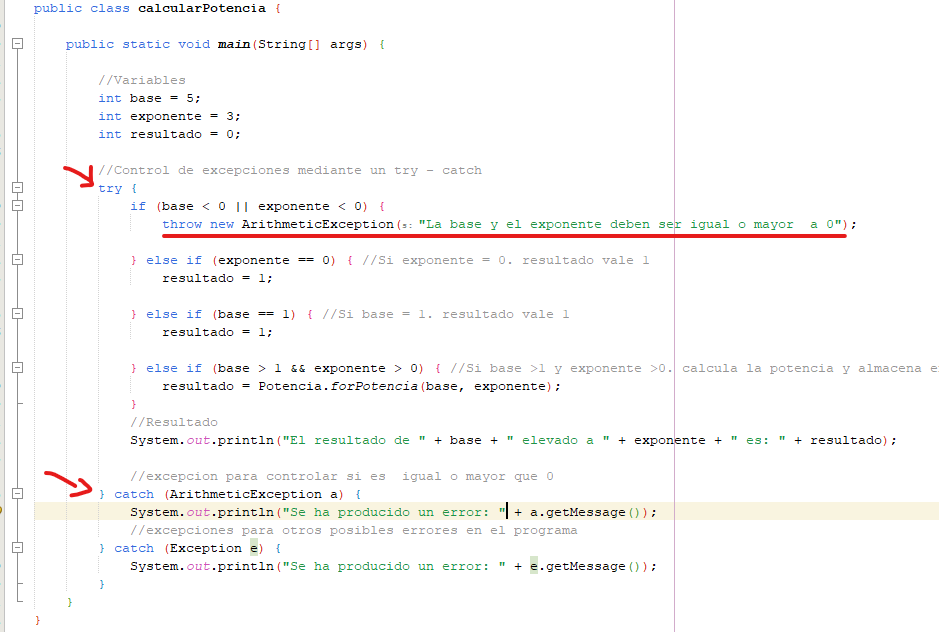 public class calcularPotencia {
public static void main(String[] args) {
//Variables
int base = 5;
int exponente = 3;
int resultado = 0;
//Control de excepciones mediante un try - catch
try {
if (base < 0 || exponente < 0) {
throw new ArithmeticException(s: "La base y el exponente deben ser igual o mayor  a 0");
} else if (exponente == 0) { //Si exponente = 0. resultado vale 1
resultado = 1;
} else if (base == 1) { //Si base = 1. resultado vale 1
resultado = 1;
} else if (base > 1 && exponente > 0) { //Si base >1 y exponente >0. calcula la potencia y almacena
resultado = Potencia.forPotencia(base, exponente);
}
//Resultado
System.out.println("El resultado de " + base + " elevado a " + exponente + " es: " + resultado);
//excepcion para controlar si es  igual o mayor que 0
} catch (ArithmeticException a) {
System.out.println("Se ha producido un error: " + a.getMessage());
//excepciones para otros posibles errores en el programa
} catch (Exception e) {
System.out.println("Se ha producido un error: " + e.getMessage());
}
}
}